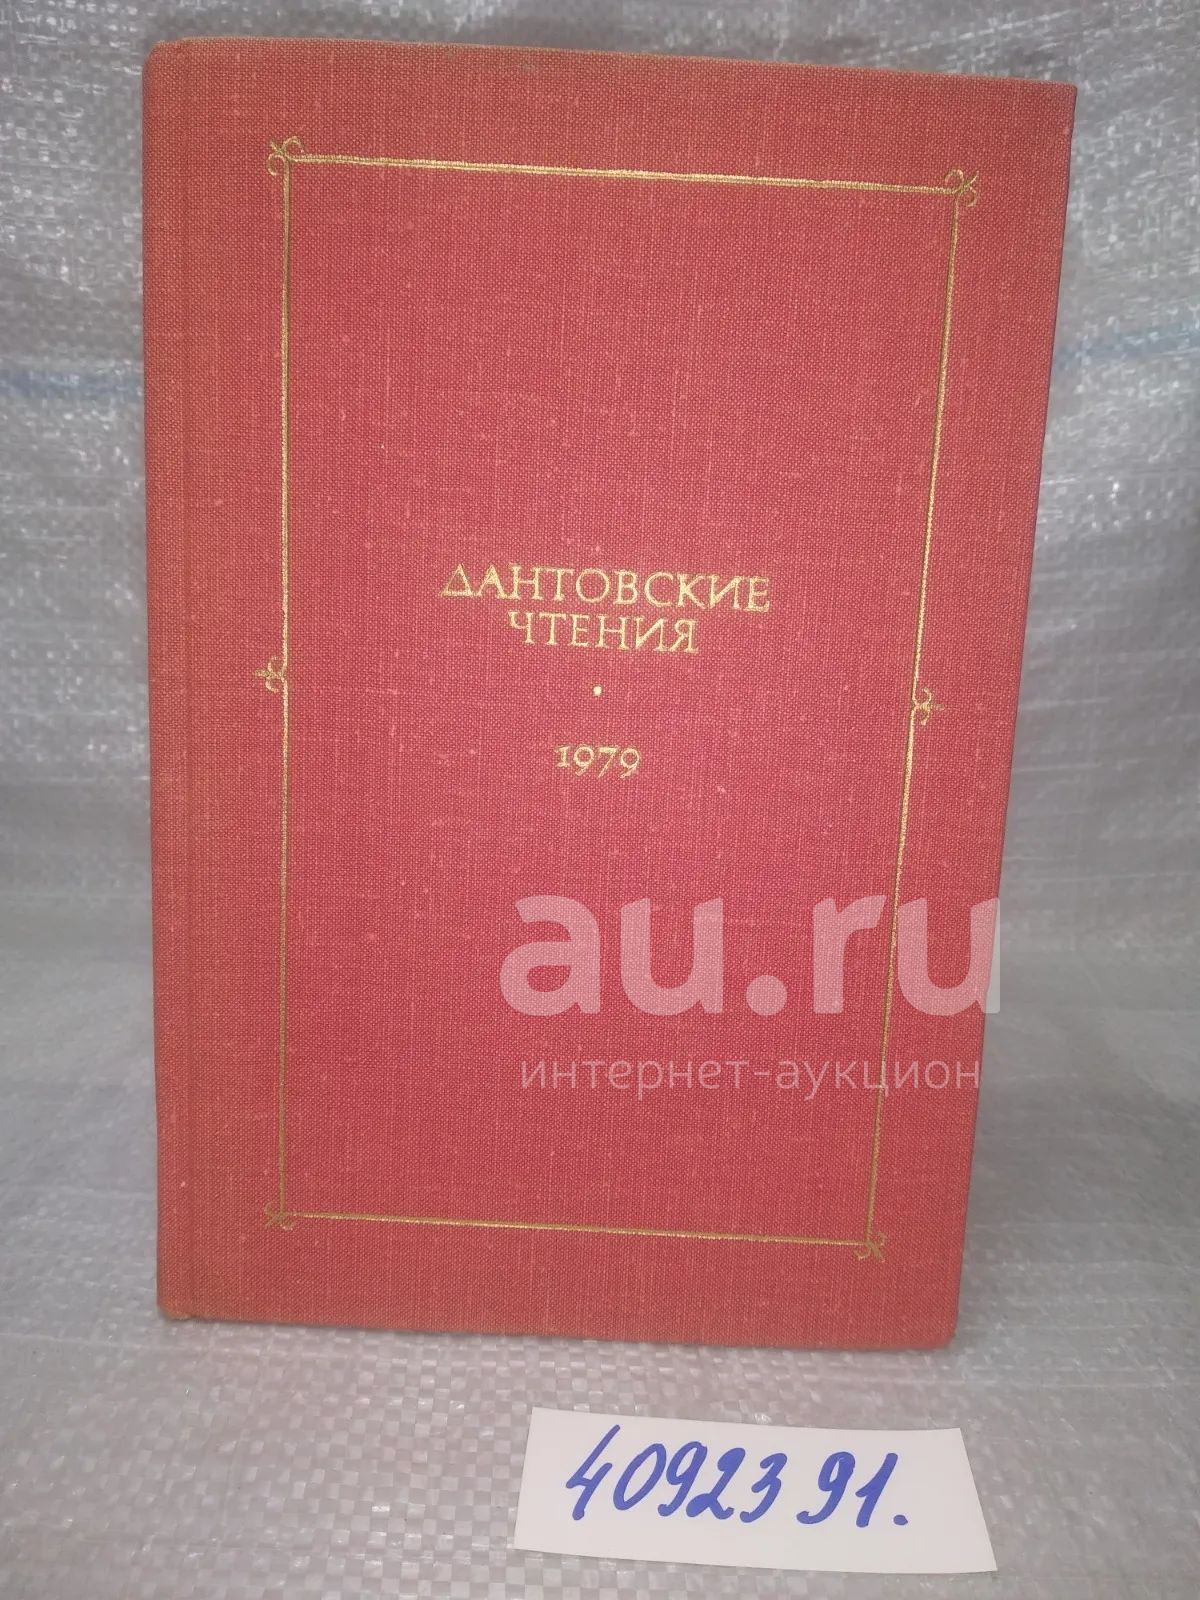 ДАНТОВСКИЕ
ЧТЕНИЯ
·
1979
au.ru
интернет-аукцион
4092391.